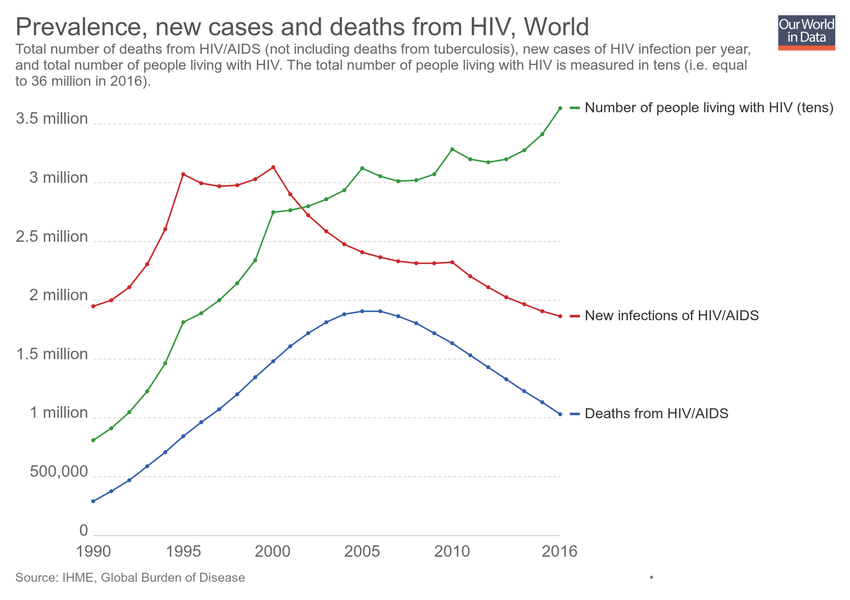 Prevalence, new cases and deaths from HIV, World
Our World
in Data
Total number of deaths from HIV/AIDS (not including deaths from tuberculosis), new cases of HIV infection per year,
and total number of people living with HIV. The total number of people living with HIV is measured in tens (i.e. equal
to 36 million in 2016).
3.5 million
3 million
2.5 million
2 million
1.5 million
1 million
500,000
0
Number of people living with HIV (tens)
New infections of HIV/AIDS
Deaths from HIV/AIDS
1990 1995 2000 2005 2010 2016
Source: IHME, Global Burden of Disease